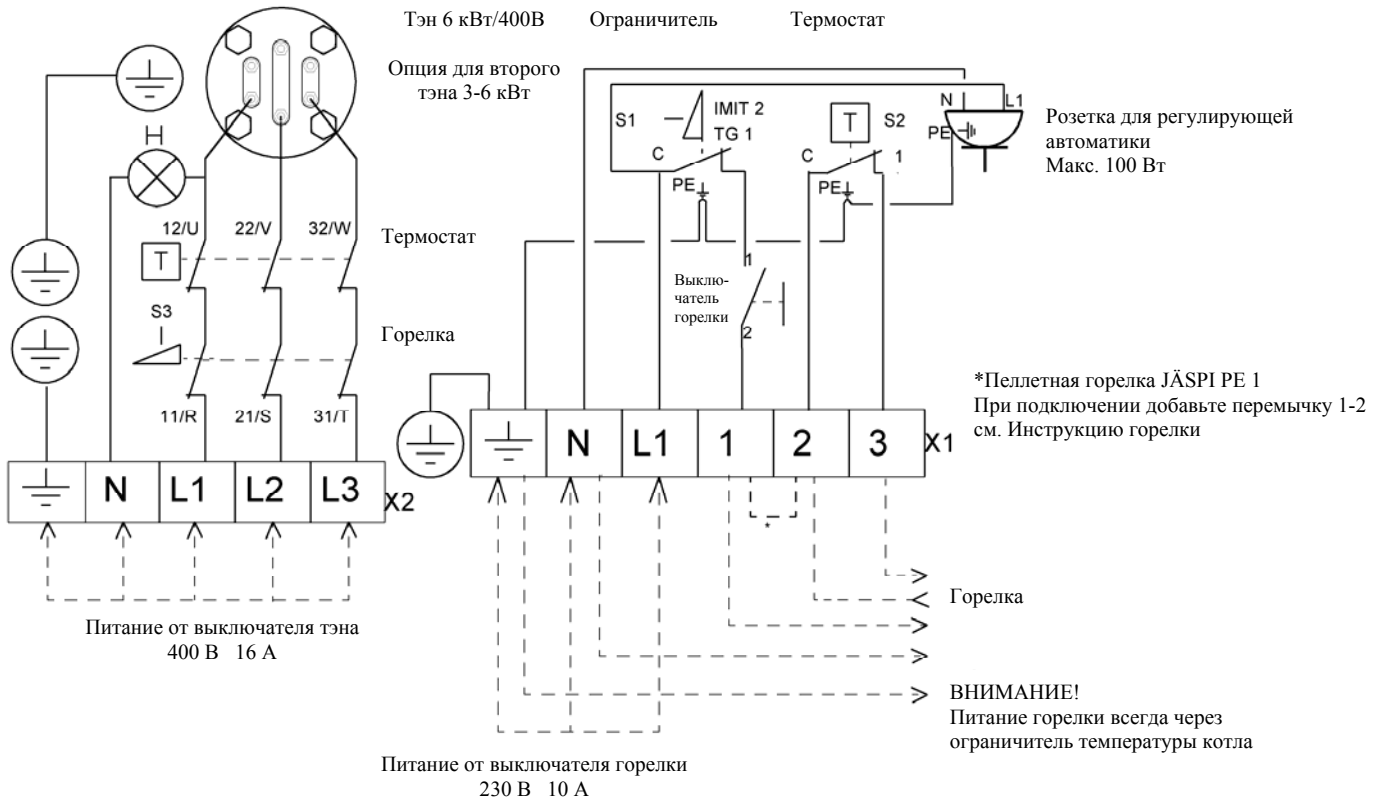 Тэн 6 кВт/400В
Ограничитель
Термостат
Опция для второго
тэна 3-6 кВт
H
S1
IMIT 2
TG 1
C
PE
T
S2
C
1
PE
N
L1
PE
Розетка для регулирующей
автоматики
Макс. 100 Вт
12/U
22/V
32/W
T
Термостат
S3
Горелка
11/R
21/S
31/T
1
Выклю-
чатель
горелки
2
*Пеллетная горелка JÄSPI PE 1
При подключении добавьте перемычку 1-2
см. Инструкцию горелки
N
L1
L2
L3
X2
N
L1
1
2
3
X1
*
Горелка
Питание от выключателя тэна
400 В 16 А
ВНИМАНИЕ!
Питание горелки всегда через
ограничитель температуры котла
Питание от выключателя горелки
230 В 10 А